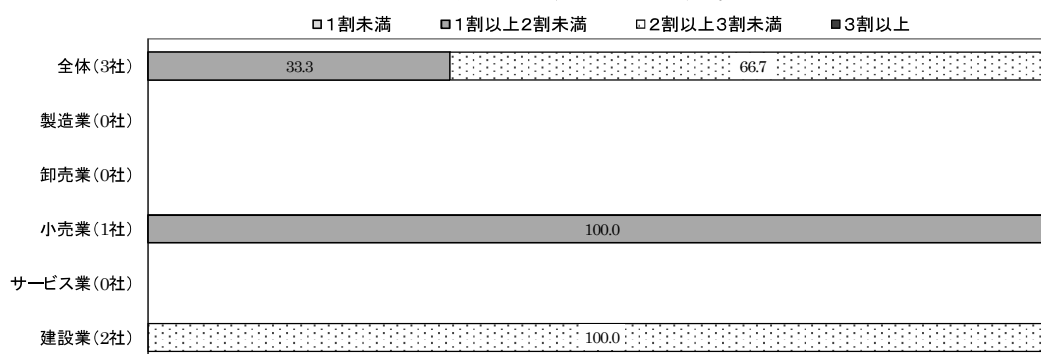 1割未満 1割以上2割未満 2割以上3割未満 3割以上
全体(3社) 33.3 66.7
製造業(0社)
卸売業(0社)
小売業(1社) 100.0
サービス業(0社)
建設業(2社) 100.0